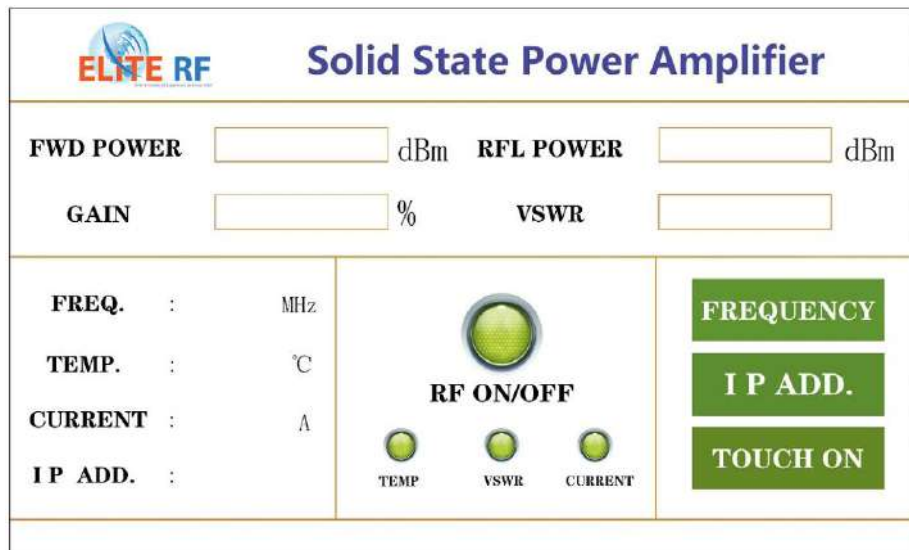 ELITE RF
Solid State Power Amplifier
FWD POWER dBm RFL POWER dBm
GAIN % VSWR
FREQ. : MHz
TEMP. : ℃
CURRENT : A
I P ADD. :
RF ON/OFF
TEMP VSWR CURRENT
FREQUENCY
I P ADD.
TOUCH ON